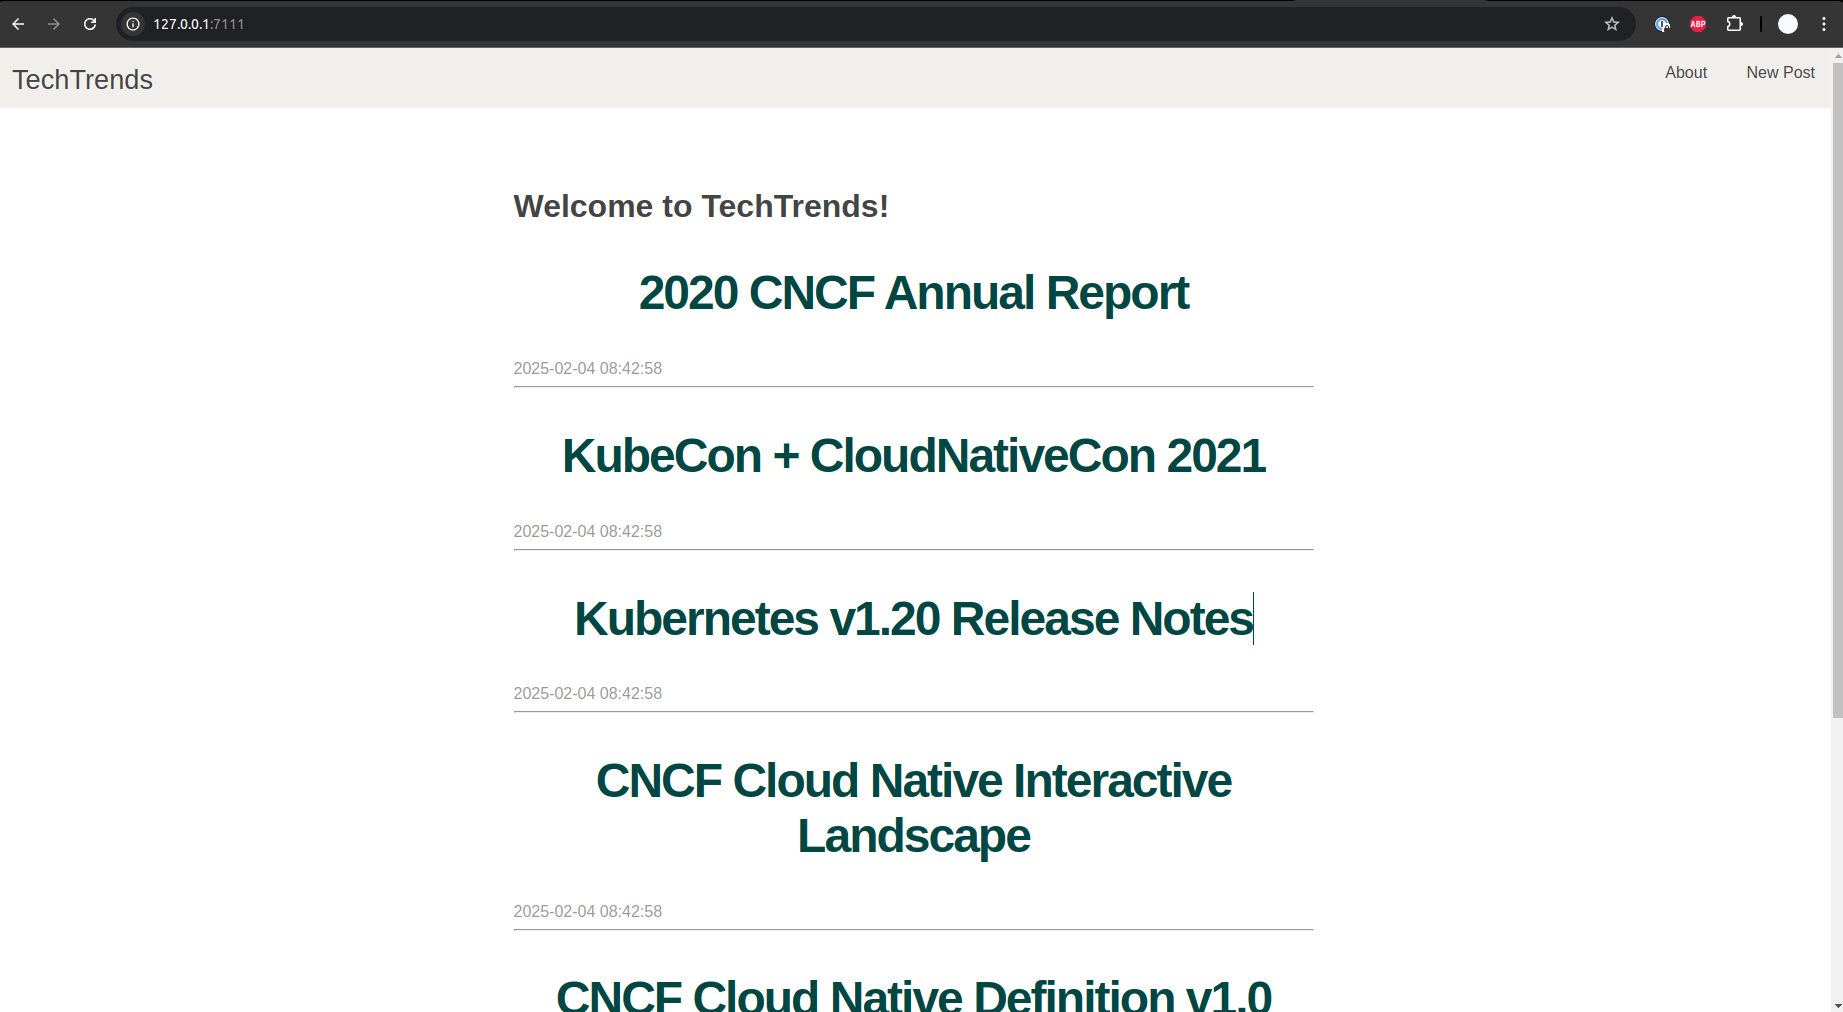 127.0.0.1:7111
ABP
TechTrends
About
New Post
Welcome to TechTrends!
2020 CNCF Annual Report
2025-02-04 08:42:58
KubeCon + CloudNativeCon 2021
2025-02-04 08:42:58
Kubernetes v1.20 Release Notes
2025-02-04 08:42:58
CNCF Cloud Native Interactive
Landscape
2025-02-04 08:42:58
CNCF Cloud Native Definition v1.0